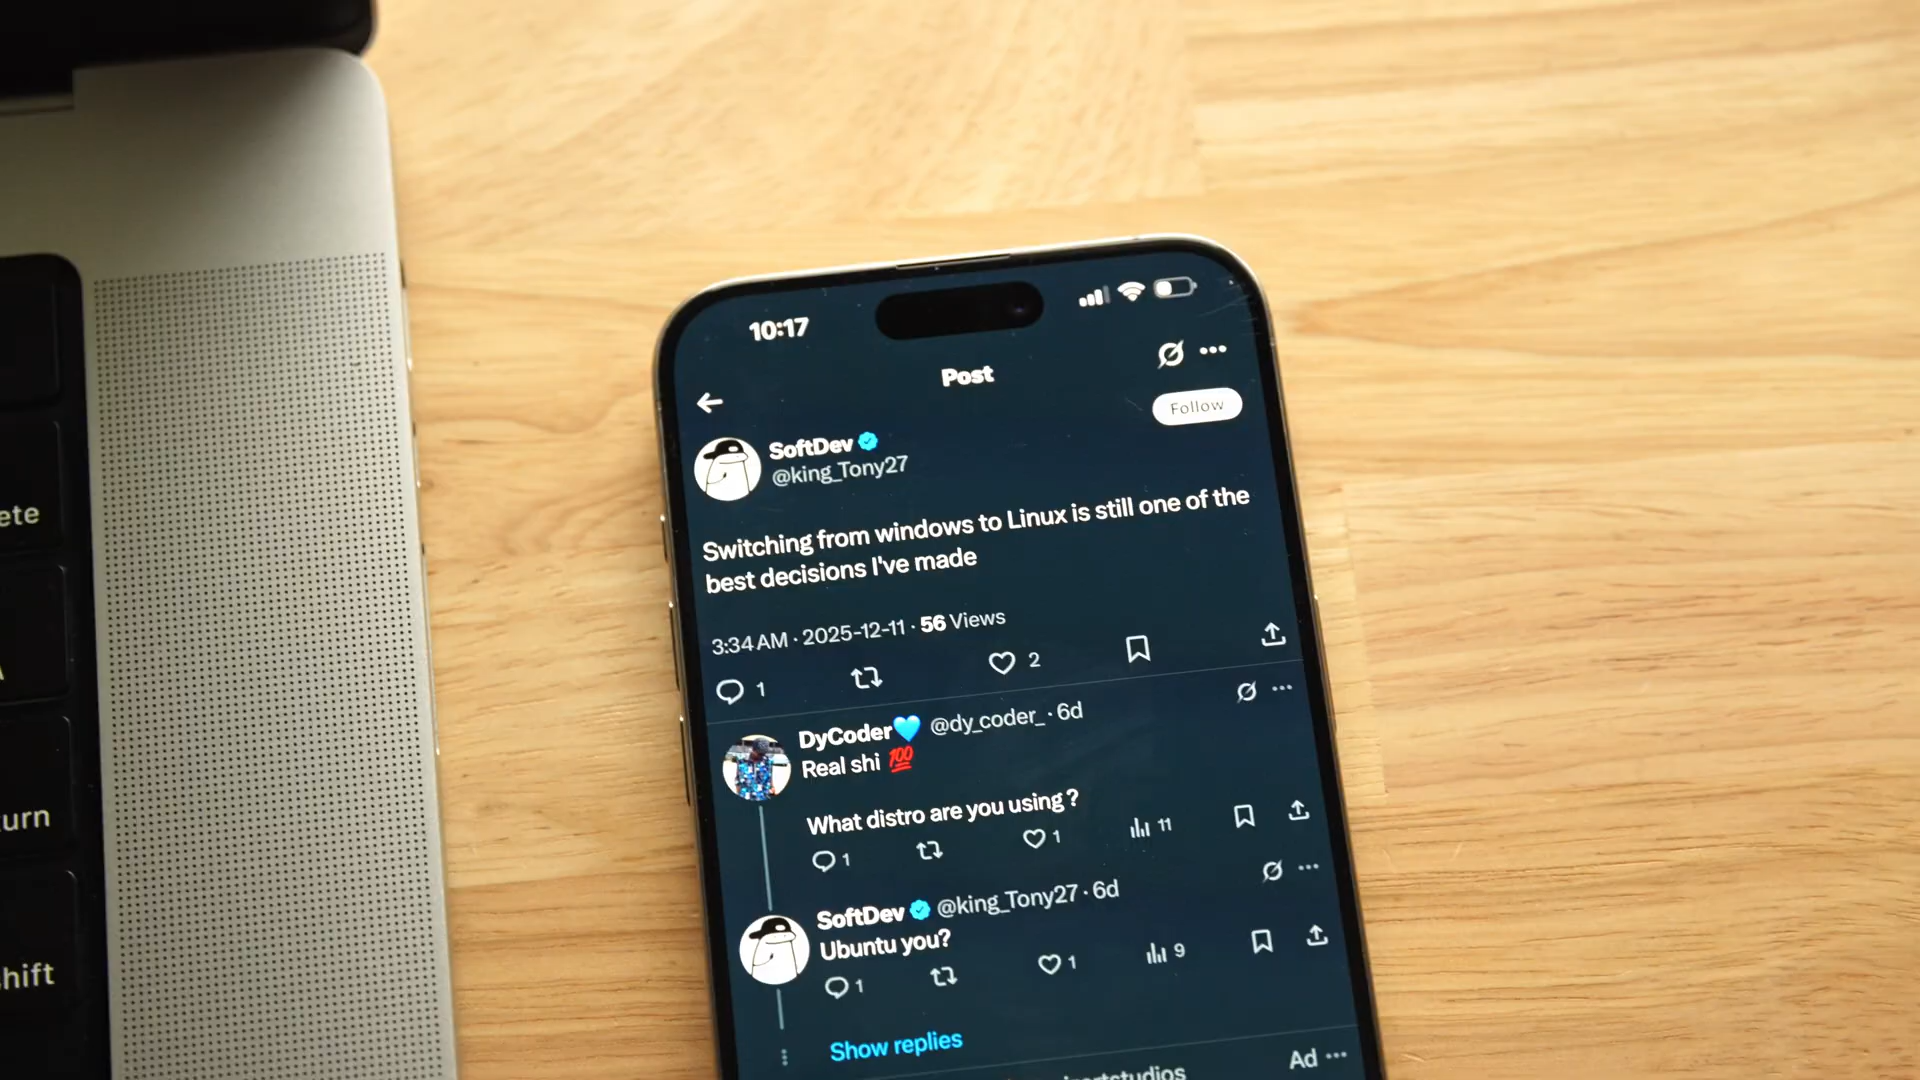 10:17
Post
Follow
SoftDev
@king_Tony27
Switching from windows to Linux is still one of the
best decisions I've made
3:34 AM · 2025-12-11 · 56 Views
1
2
DyCoder🩵 @dy_coder_ · 6d
Real shi 💯
What distro are you using ?
1
1
11
SoftDev @king_Tony27 · 6d
Ubuntu you?
1
1
9
Show replies
Ad
ete
urn
hift